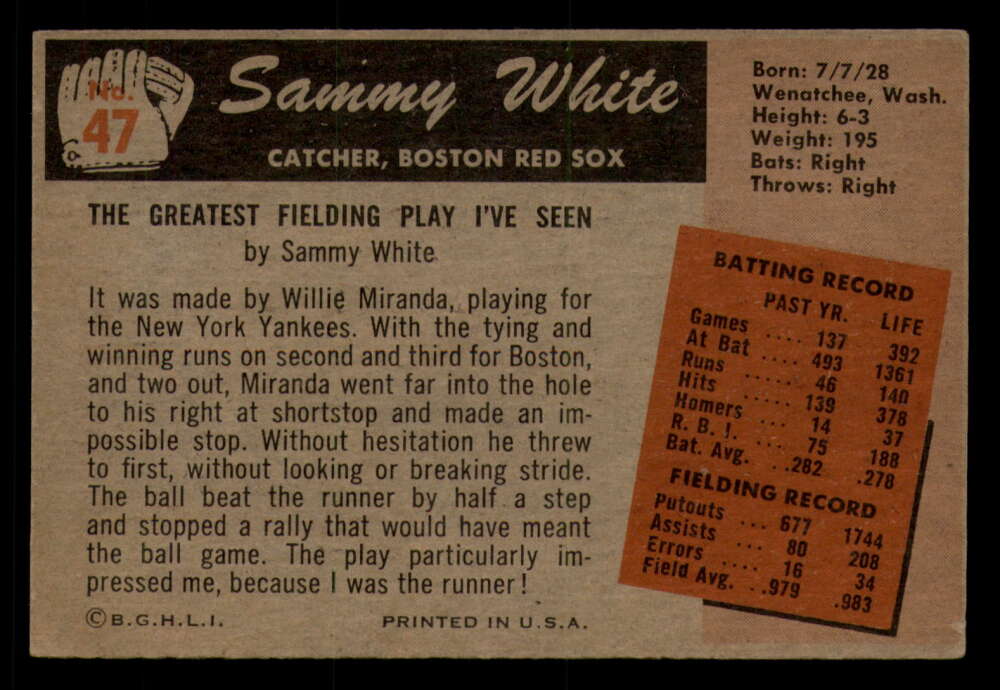 No.
47
Sammy White
CATCHER, BOSTON RED SOX
Born: 7/7/28
Wenatchee, Wash.
Height: 6-3
Weight: 195
Bats: Right
Throws: Right
THE GREATEST FIELDING PLAY I'VE SEEN
by Sammy White
It was made by Willie Miranda, playing for
the New York Yankees. With the tying and
winning runs on second and third for Boston,
and two out, Miranda went far into the hole
to his right at shortstop and made an im-
possible stop. Without hesitation he threw
to first, without looking or breaking stride.
The ball beat the runner by half a step
and stopped a rally that would have meant
the ball game. The play particularly im-
pressed me, because I was the runner!
©B.G.H.L.I. PRINTED IN U.S.A.
BATTING RECORD
PAST YR. LIFE
Games .... 137 392
At Bat .... 493 1361
Runs ..... 46 140
Hits ..... 139 378
Homers .... 14 37
R. B. I. ... 75 188
Bat. Avg. ..282 .278
FIELDING RECORD
Putouts ... 677 1744
Assists ... 80 208
Errors .... 16 34
Field Avg. ..979 .983